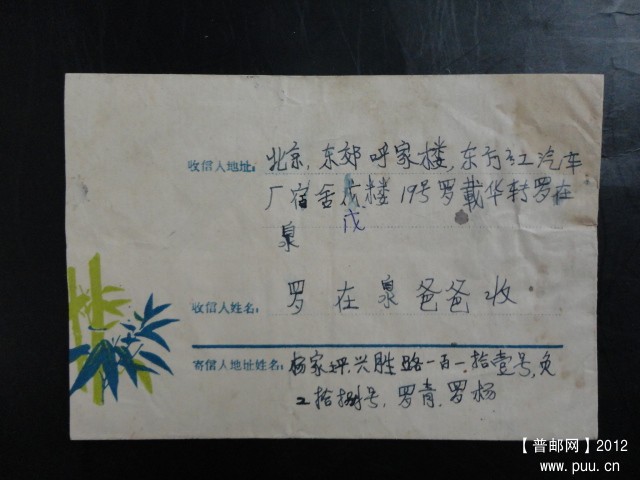 收信人地址: 北京,东郊呼家楼,东方红汽车
厂宿舍戊楼19号罗载华转罗在
泉 戊
收信人姓名: 罗在泉爸爸收
寄信人地址姓名: 杨家坪,兴胜路一百一拾壹号,负
二拾捌号,罗青,罗杨
【普邮网】2012
www.puu.cn